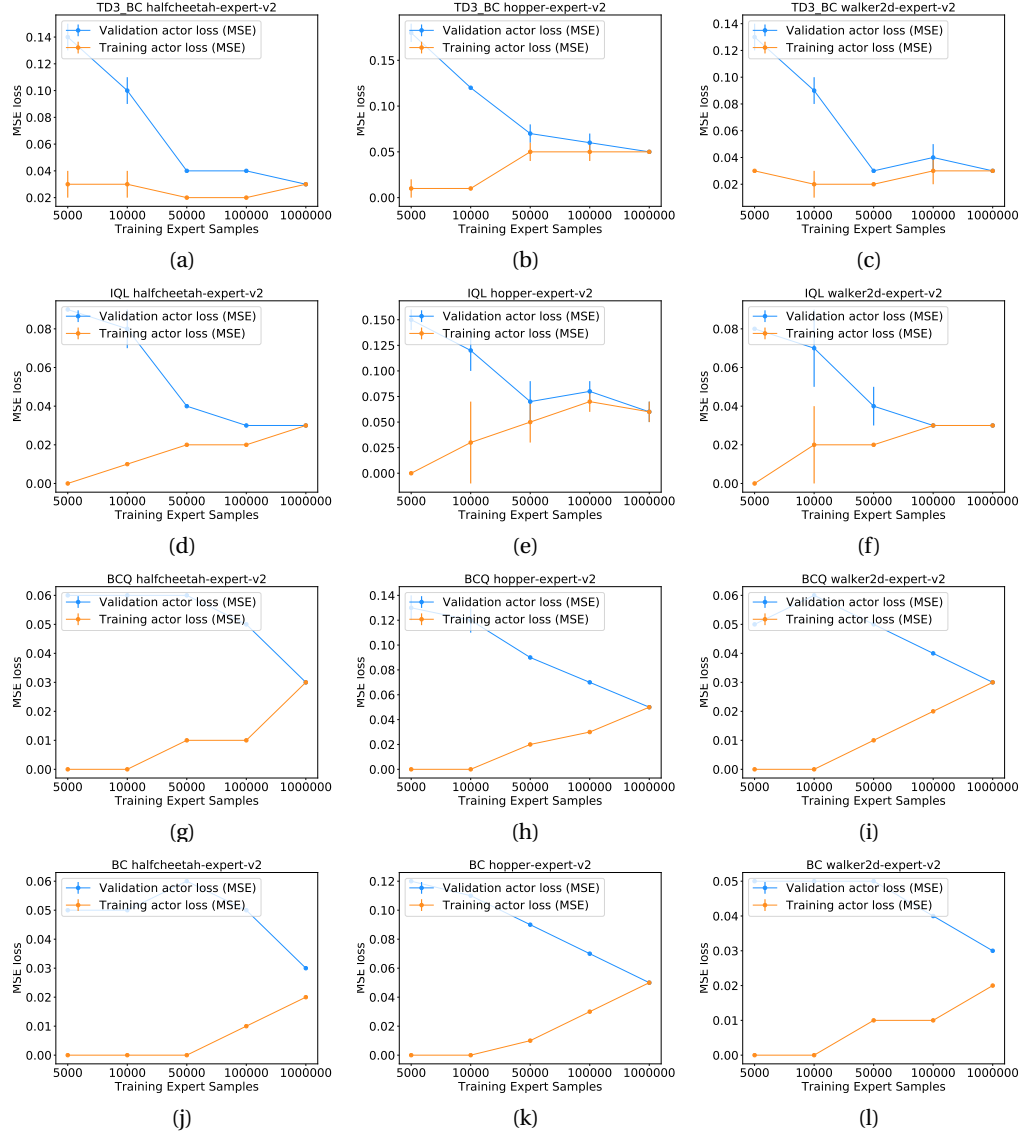 TD3_BC halfcheetah-expert-v2
Validation actor loss (MSE)
Training actor loss (MSE)
MSE loss
0.14
0.12
0.10
0.08
0.06
0.04
0.02
5000 10000 50000 100000 1000000
Training Expert Samples
(a)
TD3_BC hopper-expert-v2
Validation actor loss (MSE)
Training actor loss (MSE)
MSE loss
0.15
0.10
0.05
0.00
5000 10000 50000 100000 1000000
Training Expert Samples
(b)
TD3_BC walker2d-expert-v2
Validation actor loss (MSE)
Training actor loss (MSE)
MSE loss
0.14
0.12
0.10
0.08
0.06
0.04
0.02
5000 10000 50000 100000 1000000
Training Expert Samples
(c)
IQL halfcheetah-expert-v2
Validation actor loss (MSE)
Training actor loss (MSE)
MSE loss
0.08
0.06
0.04
0.02
0.00
5000 10000 50000 100000 1000000
Training Expert Samples
(d)
IQL hopper-expert-v2
Validation actor loss (MSE)
Training actor loss (MSE)
MSE loss
0.150
0.125
0.100
0.075
0.050
0.025
0.000
5000 10000 50000 100000 1000000
Training Expert Samples
(e)
IQL walker2d-expert-v2
Validation actor loss (MSE)
Training actor loss (MSE)
MSE loss
0.08
0.06
0.04
0.02
0.00
5000 10000 50000 100000 1000000
Training Expert Samples
(f)
BCQ halfcheetah-expert-v2
Validation actor loss (MSE)
Training actor loss (MSE)
MSE loss
0.06
0.05
0.04
0.03
0.02
0.01
0.00
5000 10000 50000 100000 1000000
Training Expert Samples
(g)
BCQ hopper-expert-v2
Validation actor loss (MSE)
Training actor loss (MSE)
MSE loss
0.14
0.12
0.10
0.08
0.06
0.04
0.02
0.00
5000 10000 50000 100000 1000000
Training Expert Samples
(h)
BCQ walker2d-expert-v2
Validation actor loss (MSE)
Training actor loss (MSE)
MSE loss
0.06
0.05
0.04
0.03
0.02
0.01
0.00
5000 10000 50000 100000 1000000
Training Expert Samples
(i)
BC halfcheetah-expert-v2
Validation actor loss (MSE)
Training actor loss (MSE)
MSE loss
0.06
0.05
0.04
0.03
0.02
0.01
0.00
5000 10000 50000 100000 1000000
Training Expert Samples
(j)
BC hopper-expert-v2
Validation actor loss (MSE)
Training actor loss (MSE)
MSE loss
0.12
0.10
0.08
0.06
0.04
0.02
0.00
5000 10000 50000 100000 1000000
Training Expert Samples
(k)
BC walker2d-expert-v2
Validation actor loss (MSE)
Training actor loss (MSE)
MSE loss
0.05
0.04
0.03
0.02
0.01
0.00
5000 10000 50000 100000 1000000
Training Expert Samples
(l)